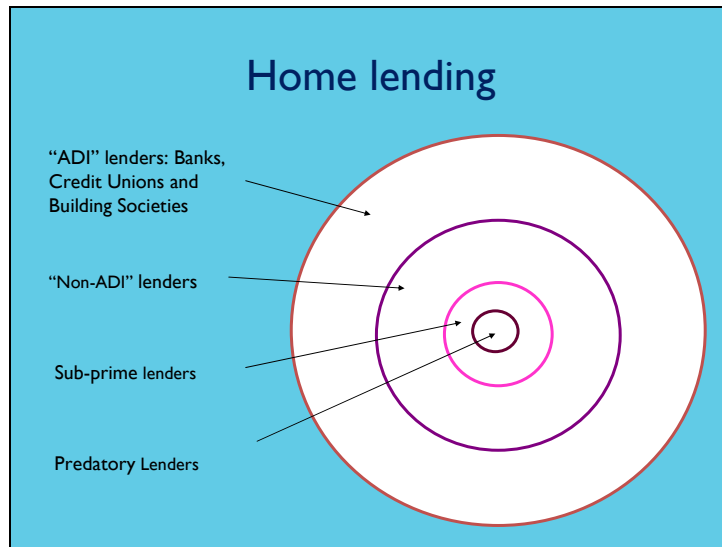 Home lending
“ADI” lenders: Banks,
Credit Unions and
Building Societies
“Non-ADI” lenders
Sub-prime lenders
Predatory Lenders